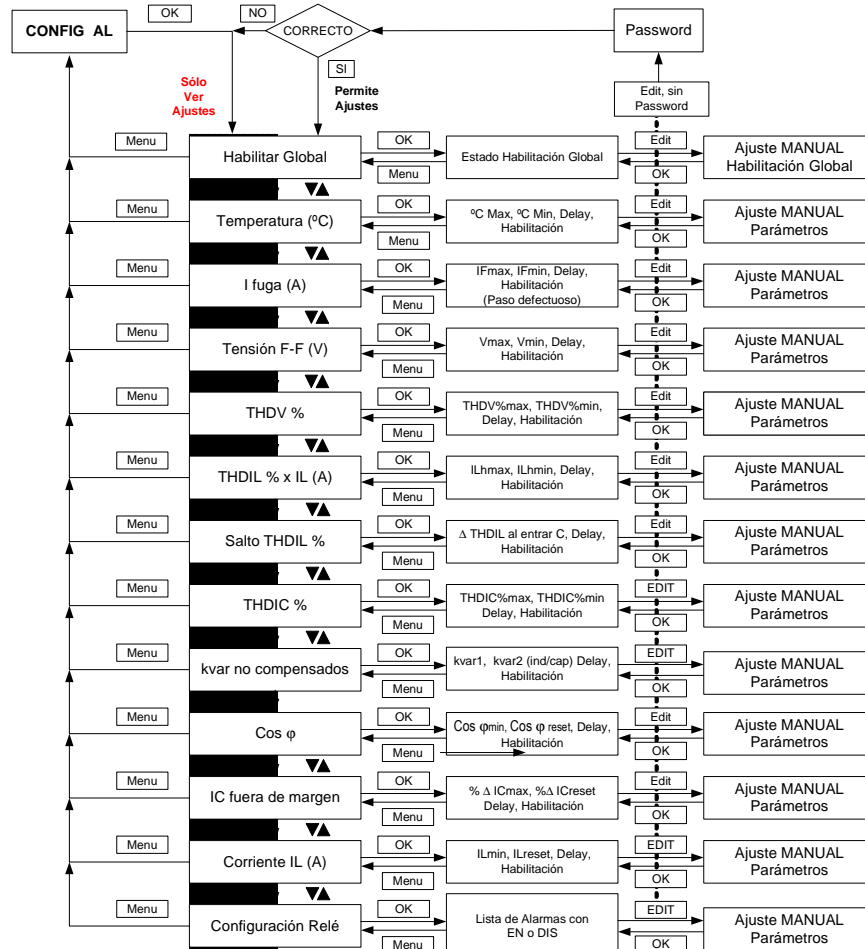 CONFIG AL
OK
NO
CORRECTO
Password
SI
Sólo
Ver
Ajustes
Permite
Ajustes
Edit, sin
Password
Menu
Habilitar Global
OK
Menu
Estado Habilitación Global
Edit
OK
Ajuste MANUAL
Habilitación Global
Menu
Temperatura (ºC)
OK
Menu
ºC Max, ºC Min, Delay,
Habilitación
Edit
OK
Ajuste MANUAL
Parámetros
Menu
I fuga (A)
OK
Menu
IFmax, IFmin, Delay,
Habilitación
(Paso defectuoso)
Edit
OK
Ajuste MANUAL
Parámetros
Menu
Tensión F-F (V)
OK
Menu
Vmax, Vmin, Delay,
Habilitación
Edit
OK
Ajuste MANUAL
Parámetros
Menu
THDV %
OK
Menu
THDV%max, THDV%min,
Delay, Habilitación
Edit
OK
Ajuste MANUAL
Parámetros
Menu
THDIL % x IL (A)
OK
Menu
ILhmax, ILhmin, Delay,
Habilitación
Edit
OK
Ajuste MANUAL
Parámetros
Menu
Salto THDIL %
OK
Menu
Δ THDIL al entrar C, Delay,
Habilitación
Edit
OK
Ajuste MANUAL
Parámetros
Menu
THDIC %
OK
Menu
THDIC%max, THDIC%min
Delay, Habilitación
EDIT
OK
Ajuste MANUAL
Parámetros
Menu
kvar no compensados
OK
Menu
kvar1, kvar2 (ind/cap) Delay,
Habilitación
EDIT
OK
Ajuste MANUAL
Parámetros
Menu
Cos φ
OK
Menu
Cos φmin, Cos φ reset, Delay,
Habilitación
Edit
OK
Ajuste MANUAL
Parámetros
Menu
IC fuera de margen
OK
Menu
% Δ ICmax, %Δ ICreset
Delay, Habilitación
Edit
OK
Ajuste MANUAL
Parámetros
Menu
Corriente IL (A)
OK
Menu
ILmin, ILreset, Delay,
Habilitación
EDIT
OK
Ajuste MANUAL
Parámetros
Menu
Configuración Relé
OK
Menu
Lista de Alarmas con
EN o DIS
EDIT
OK
Ajuste MANUAL
Parámetros